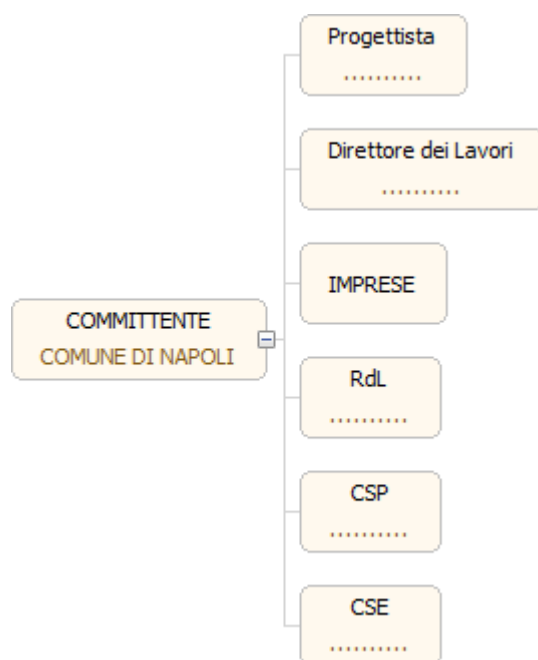 Progettista
..........
Direttore dei Lavori
..........
IMPRESE
COMMITTENTE
COMUNE DI NAPOLI
RdL
..........
CSP
..........
CSE
..........